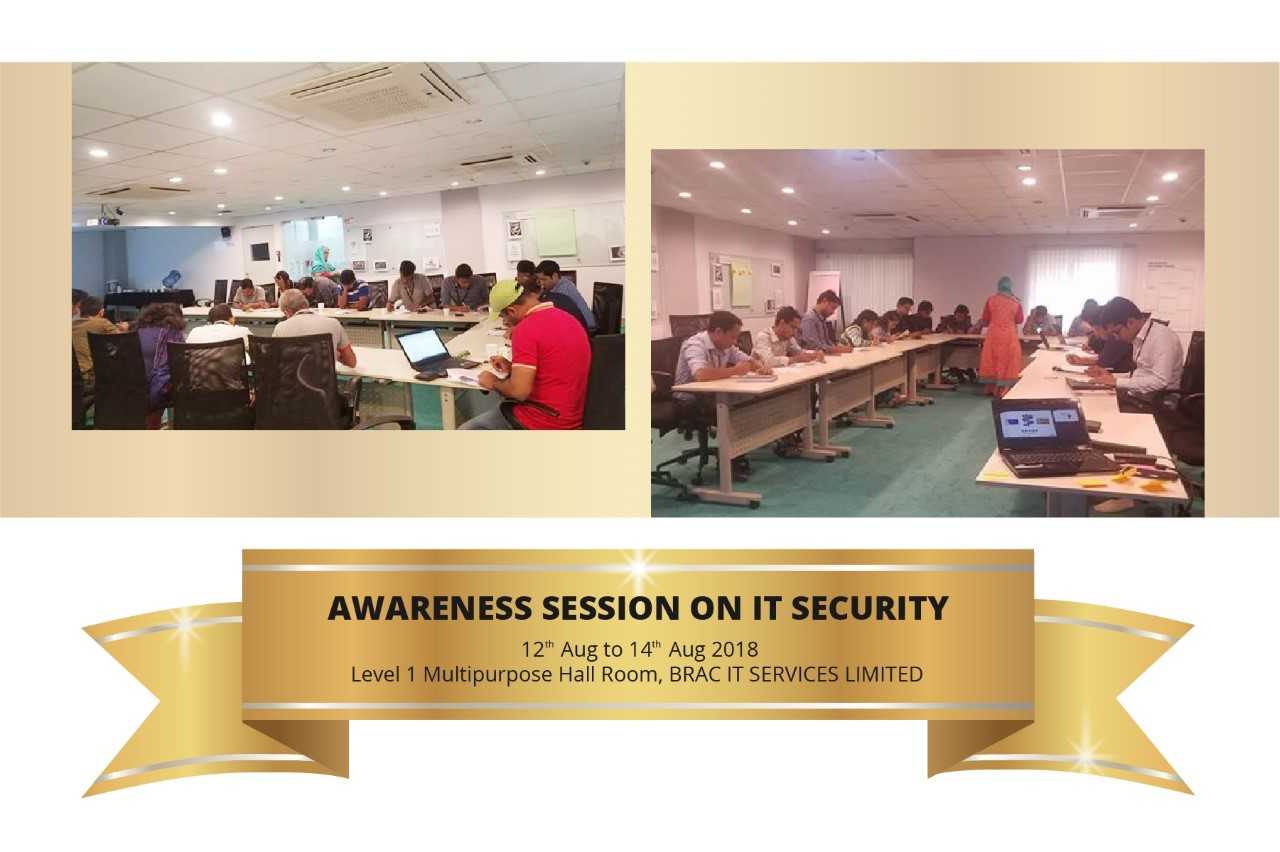 AWARENESS SESSION ON IT SECURITY
12th Aug to 14th Aug 2018
Level 1 Multipurpose Hall Room, BRAC IT SERVICES LIMITED